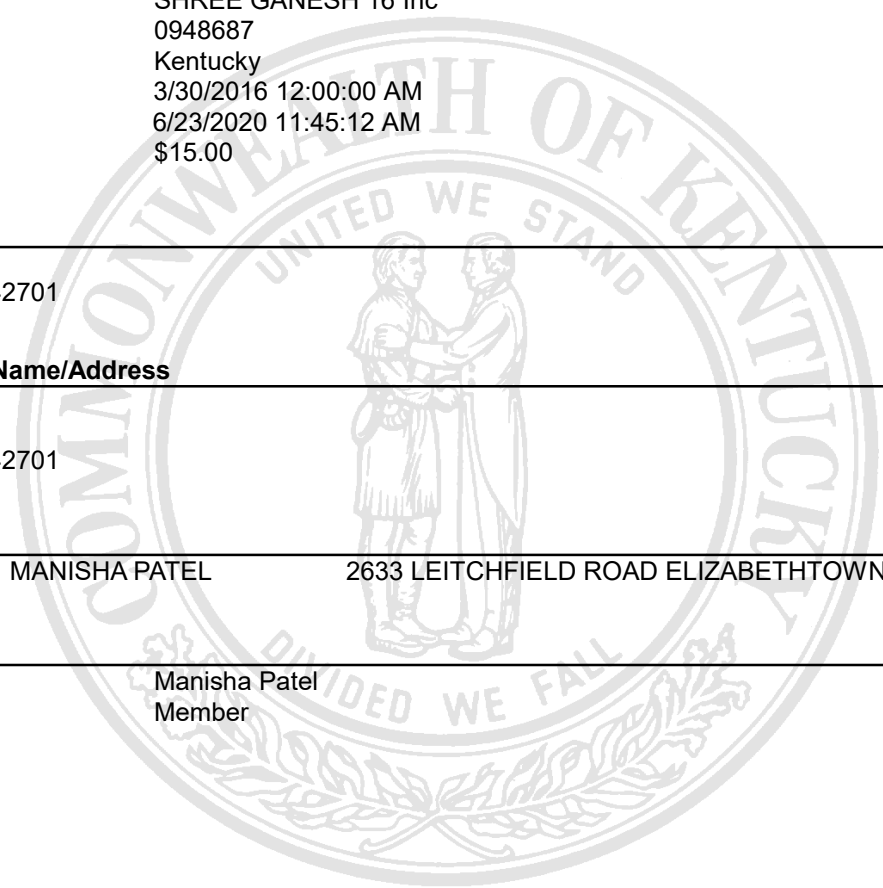 SHREE GANESH 16 Inc
0948687
Kentucky
3/30/2016 12:00:00 AM
6/23/2020 11:45:12 AM
$15.00
COMMONWEALTH OF KENTUCKY
UNITED WE STAND
2701
Name/Address
2701
MANISHA PATEL 2633 LEITCHFIELD ROAD ELIZABETHTOWN
DIVIDED WE FALL
Manisha Patel
Member